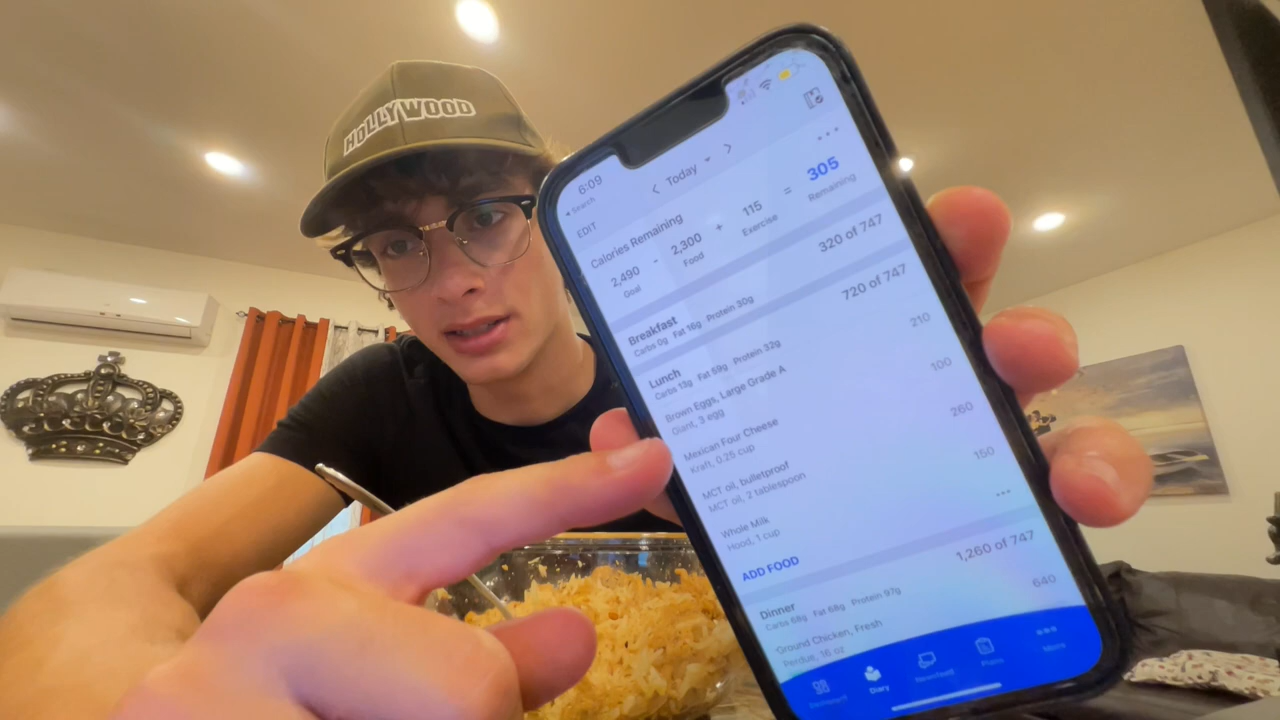 HOLLYWOOD
6:09
Search
Today
EDIT
Calories Remaining
2,490 - 2,300 + 115 = 305
Goal Food Exercise Remaining
Breakfast 320 of 747
Carbs 0g Fat 16g Protein 30g
Lunch 720 of 747
Carbs 13g Fat 59g Protein 32g
Brown Eggs, Large Grade A 210
Giant, 3 egg
Mexican Four Cheese 100
Kraft, 0.25 cup
MCT oil, bulletproof 260
MCT oil, 2 tablespoon
Whole Milk 150
Hood, 1 cup
ADD FOOD
Dinner 1,260 of 747
Carbs 68g Fat 68g Protein 97g
Ground Chicken, Fresh 640
Perdue, 16 oz
Dashboard Diary Newsfeed Plans More